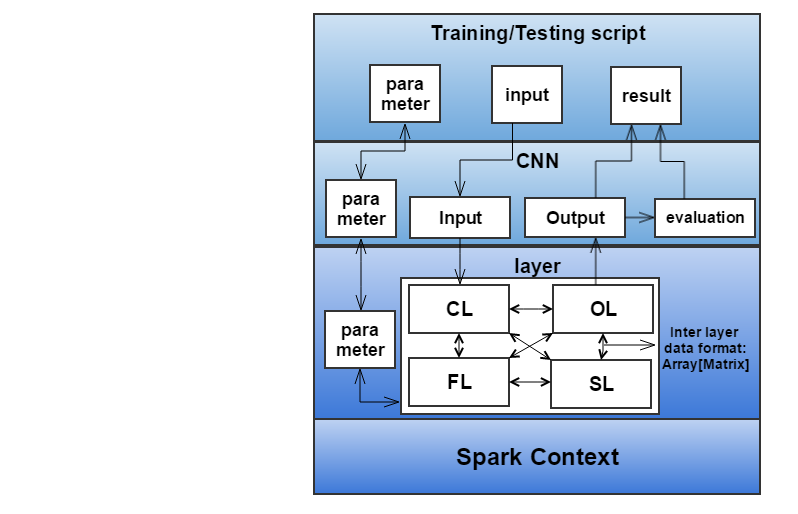 Training/Testing script
para
meter
input
result
CNN
para
meter
Input
Output
evaluation
layer
CL
OL
para
meter
Inter layer
data format:
Array[Matrix]
FL
SL
Spark Context